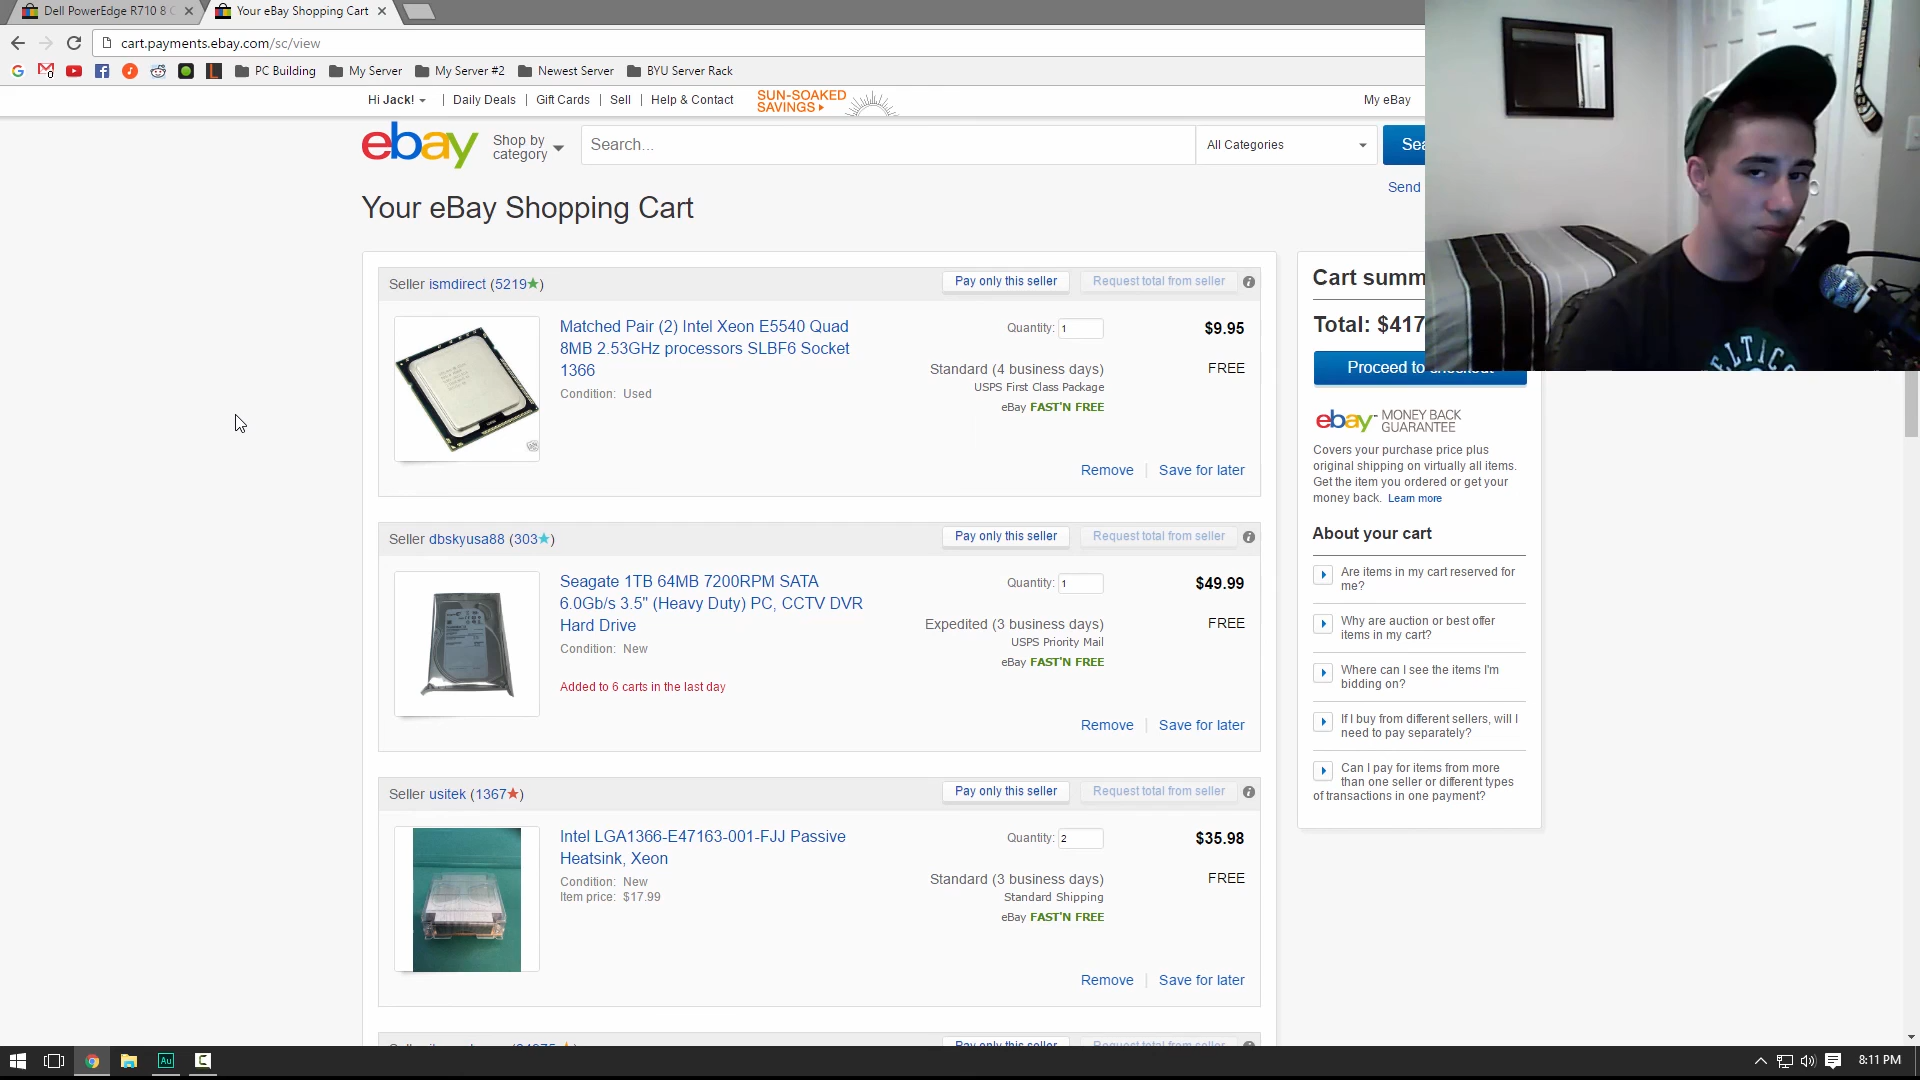 Dell PowerEdge R710 8 C
Your eBay Shopping Cart
cart.payments.ebay.com/sc/view
PC Building
My Server
My Server #2
Newest Server
BYU Server Rack
Hi Jack!
Daily Deals
Gift Cards
Sell
Help & Contact
SUN-SOAKED
SAVINGS
My eBay
ebay
Shop by
category
Search...
All Categories
Sea
Send
Your eBay Shopping Cart
Seller ismdirect (5219)
Pay only this seller
Request total from seller
Matched Pair (2) Intel Xeon E5540 Quad
8MB 2.53GHz processors SLBF6 Socket
1366
Condition: Used
Quantity: 1
$9.95
Standard (4 business days)
FREE
USPS First Class Package
eBay FAST'N FREE
Remove
Save for later
Seller dbskyusa88 (303)
Pay only this seller
Request total from seller
Seagate 1TB 64MB 7200RPM SATA
6.0Gb/s 3.5" (Heavy Duty) PC, CCTV DVR
Hard Drive
Condition: New
Added to 6 carts in the last day
Quantity: 1
$49.99
Expedited (3 business days)
FREE
USPS Priority Mail
eBay FAST'N FREE
Remove
Save for later
Seller usitek (1367)
Pay only this seller
Request total from seller
Intel LGA1366-E47163-001-FJJ Passive
Heatsink, Xeon
Condition: New
Item price: $17.99
Quantity: 2
$35.98
Standard (3 business days)
FREE
Standard Shipping
eBay FAST'N FREE
Remove
Save for later
Pay only this seller
Request total from seller
Cart summ
Total: $417
Proceed to checkout
ebay MONEY BACK
GUARANTEE
Covers your purchase price plus
original shipping on virtually all items.
Get the item you ordered or get your
money back. Learn more
About your cart
Are items in my cart reserved for
me?
Why are auction or best offer
items in my cart?
Where can I see the items I'm
bidding on?
If I buy from different sellers, will I
need to pay separately?
Can I pay for items from more
than one seller or different types
of transactions in one payment?
ELTIC
Au
8:11 PM